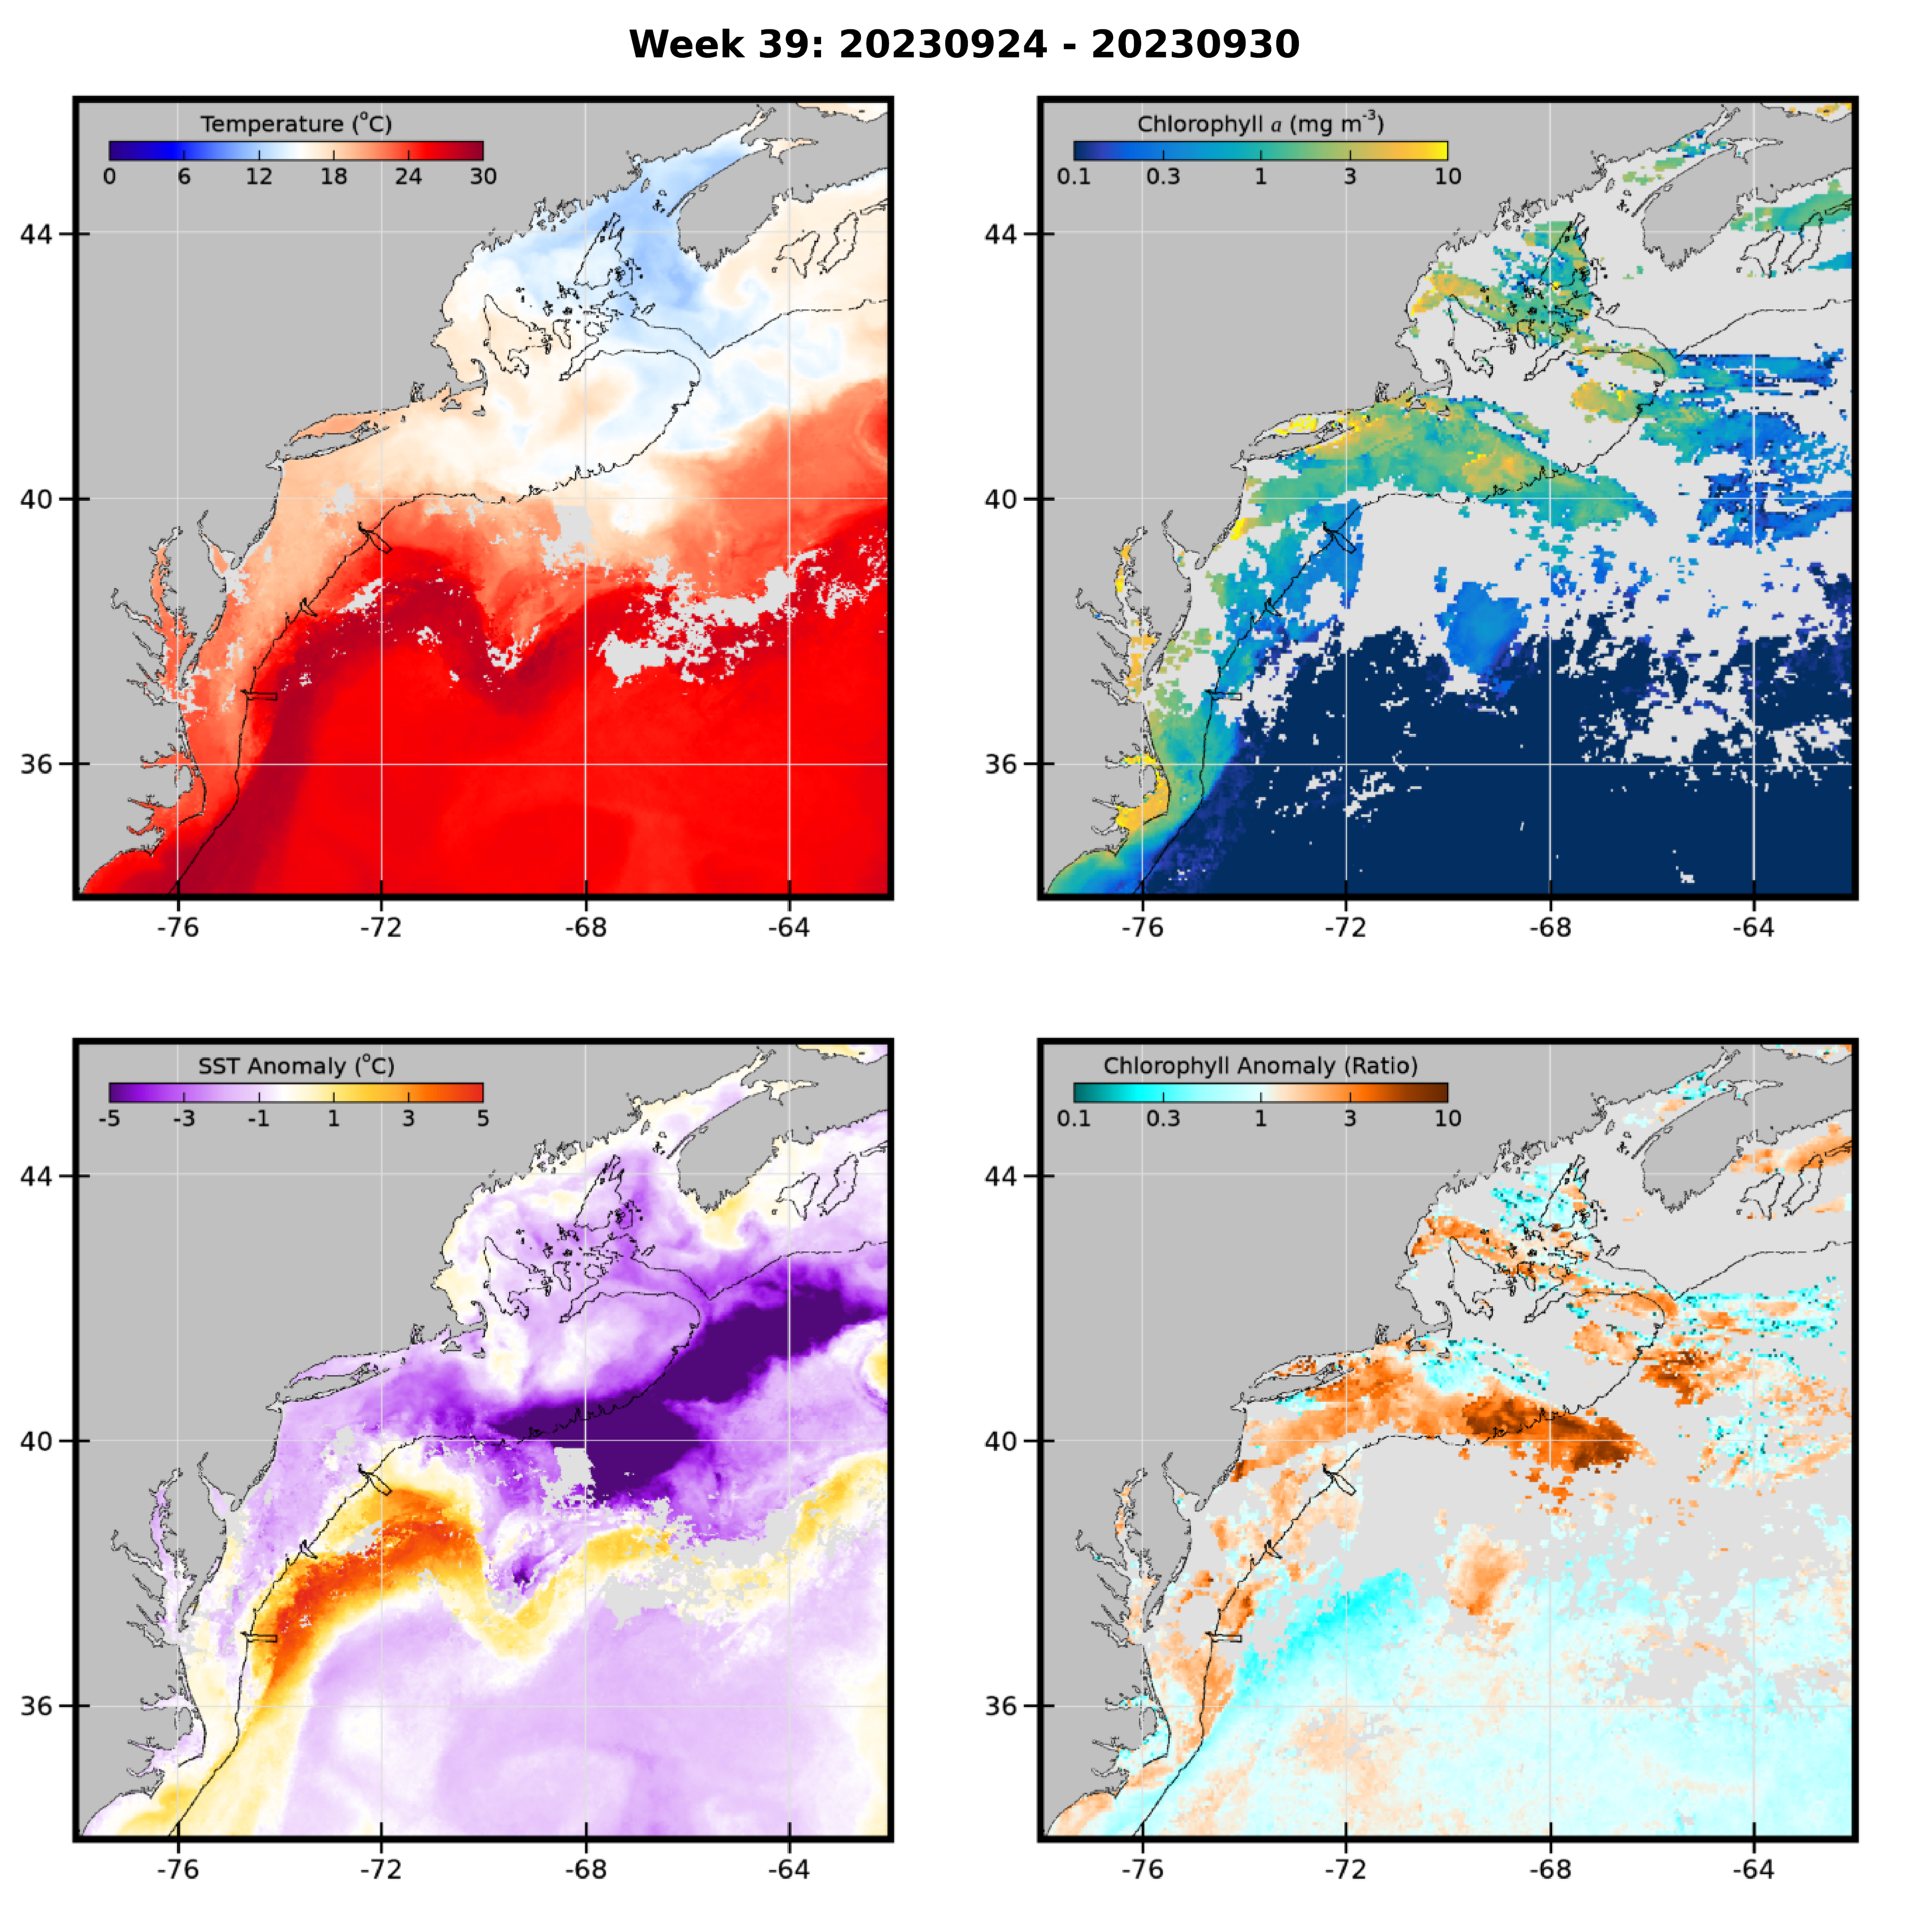 Week 39: 20230924 - 20230930
Temperature (°C)
0 6 12 18 24 30
44
40
36
-76 -72 -68 -64
Chlorophyll a (mg m⁻³)
0.1 0.3 1 3 10
44
40
36
-76 -72 -68 -64
SST Anomaly (°C)
-5 -3 -1 1 3 5
44
40
36
-76 -72 -68 -64
Chlorophyll Anomaly (Ratio)
0.1 0.3 1 3 10
44
40
36
-76 -72 -68 -64